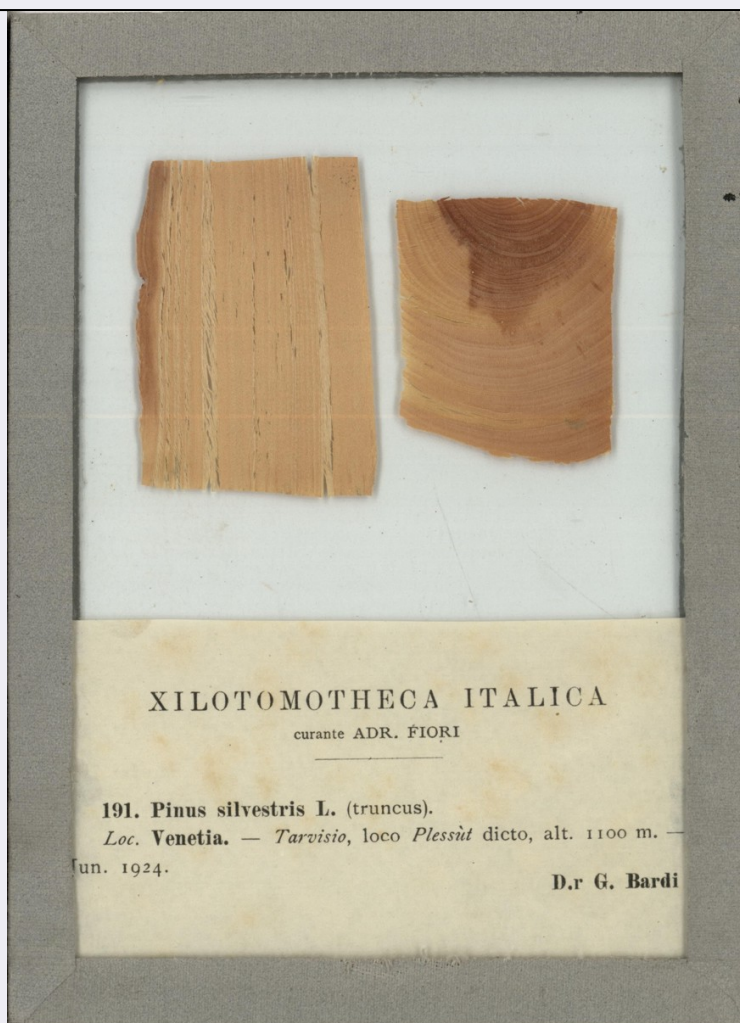 XILOTOMOTHECA ITALICA
curante ADR. FIORI
191. Pinus silvestris L. (truncus).
Loc. Venetia. — Tarvisio, loco Plessùt dicto, alt. 1100 m. —
Jun. 1924.
D.r G. Bardi